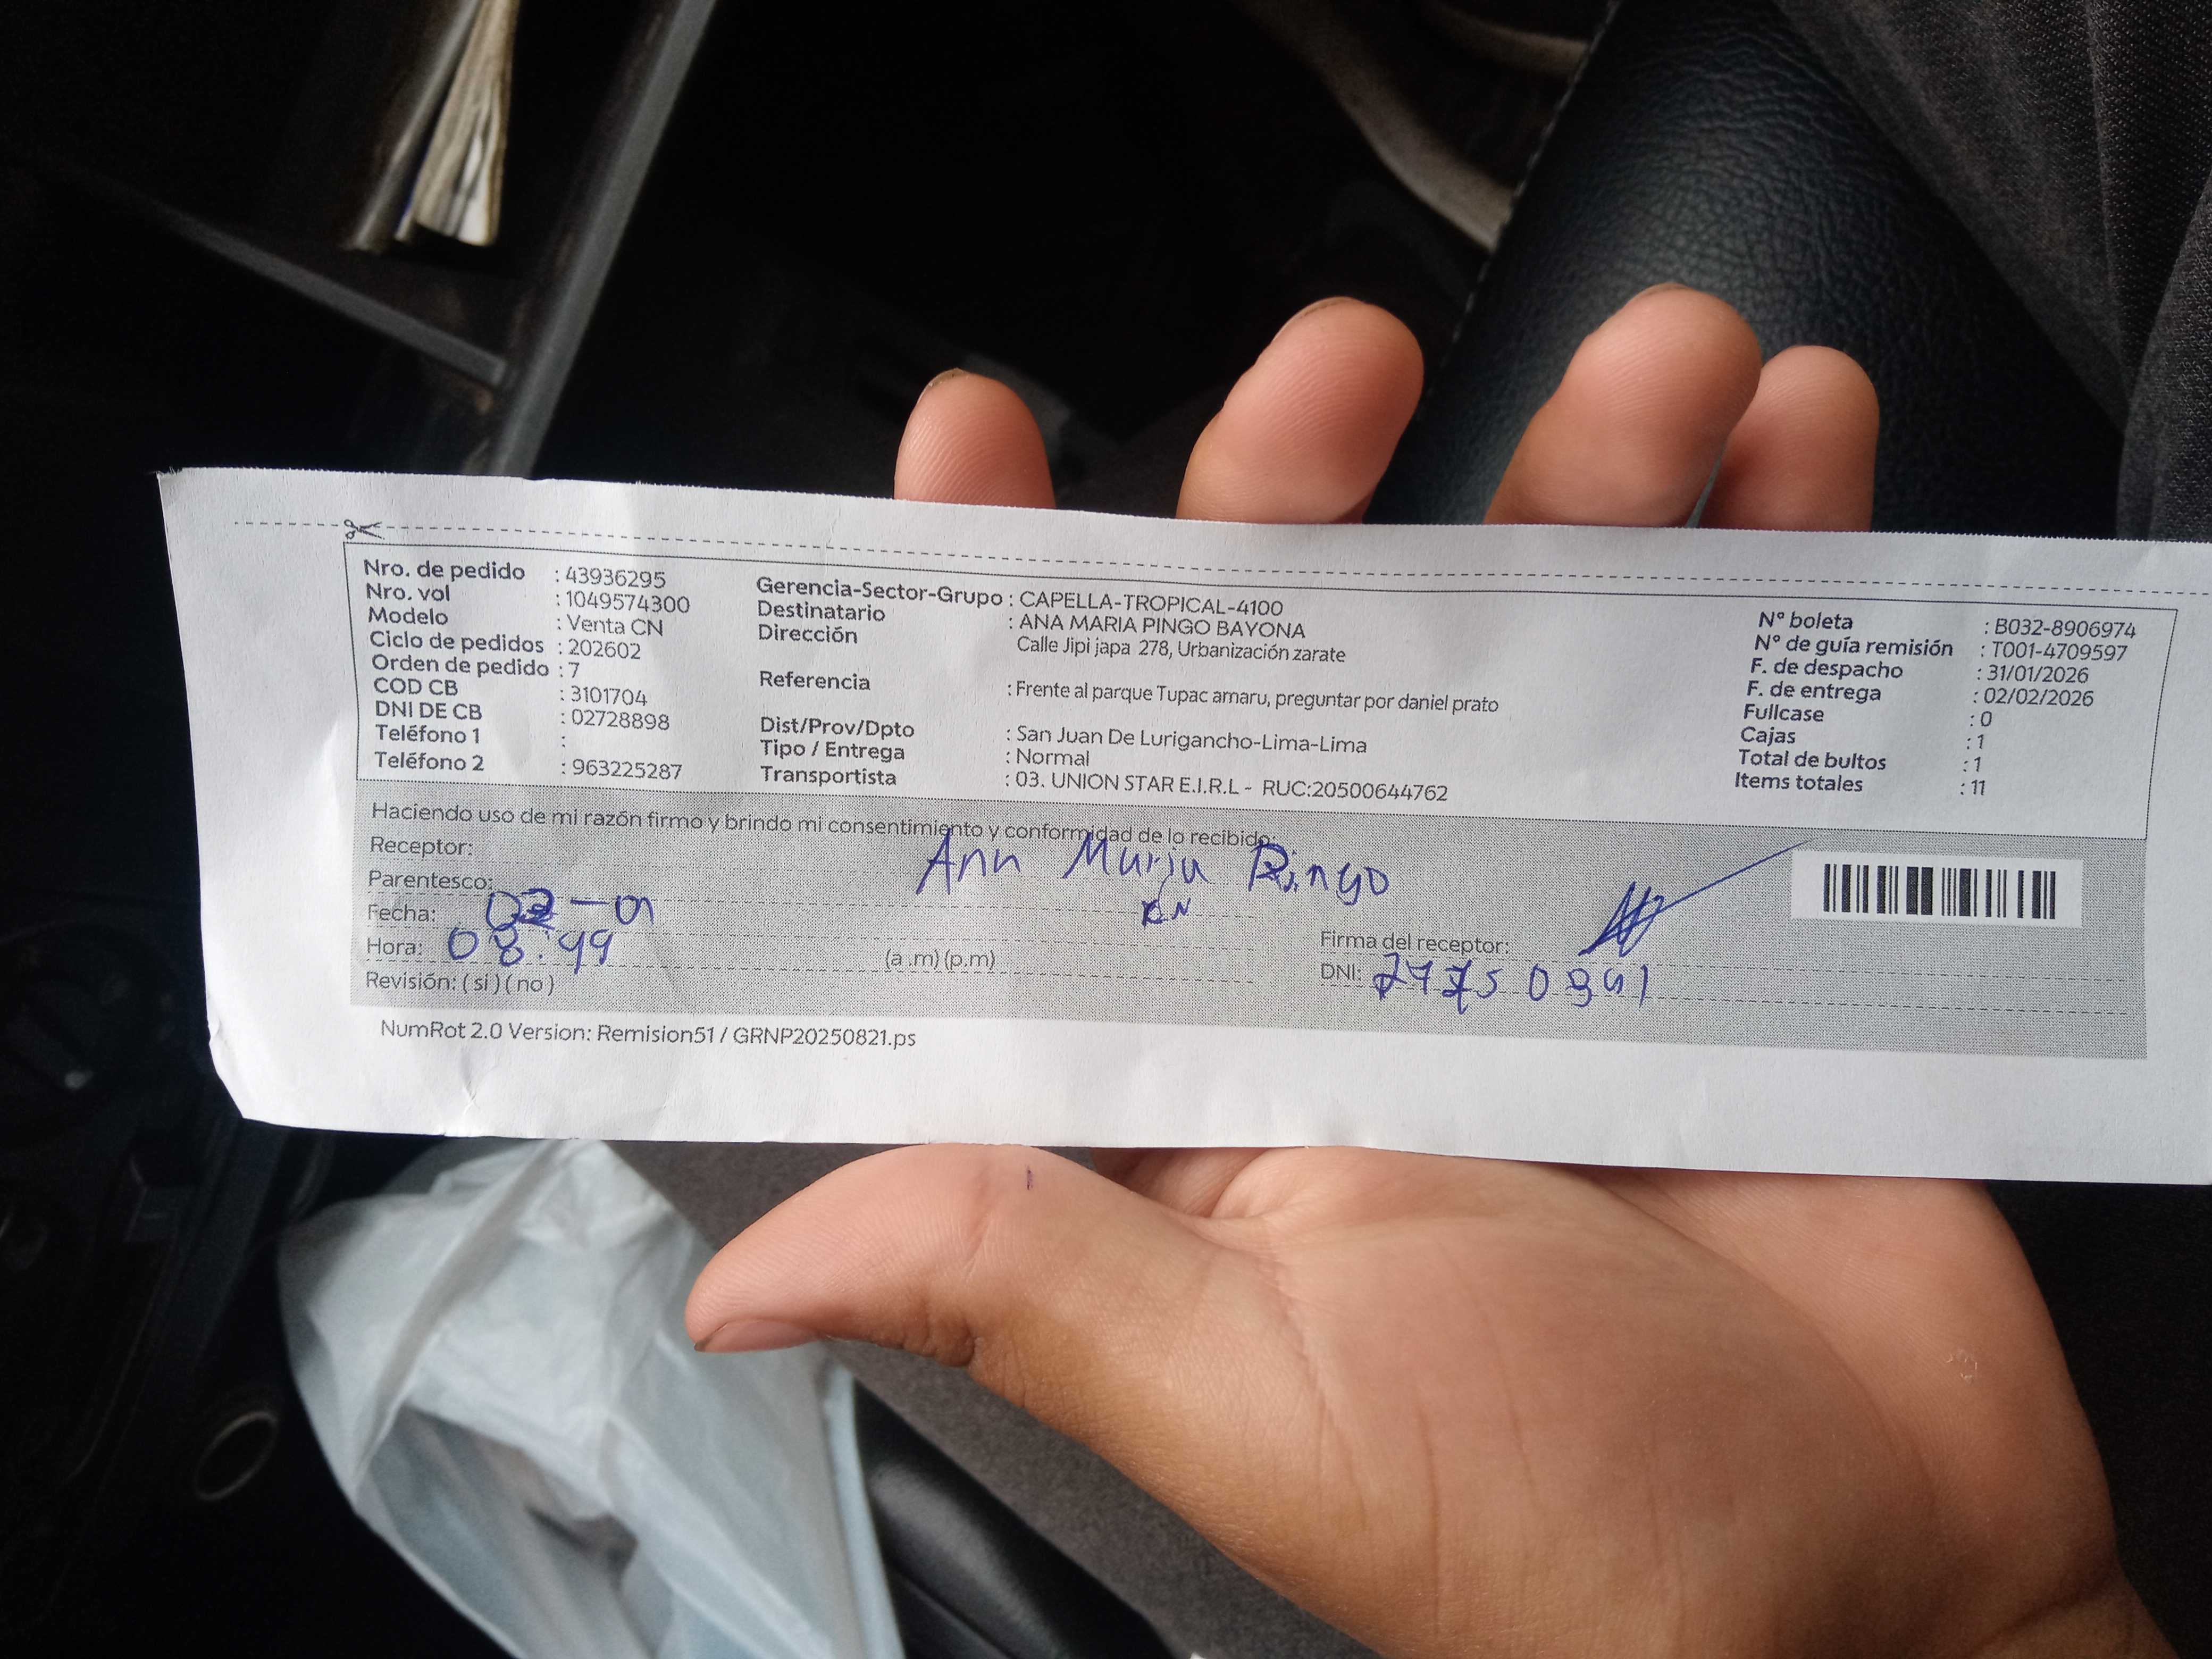 Nro. de pedido : 43936295
Nro. vol : 1049574300
Modelo : Venta CN
Ciclo de pedidos : 202602
Orden de pedido : 7
COD CB : 3101704
DNI DE CB : 02728898
Teléfono 1 :
Teléfono 2 : 963225287
Gerencia-Sector-Grupo : CAPELLA-TROPICAL-4100
Destinatario : ANA MARIA PINGO BAYONA
Dirección Calle Jipi japa 278, Urbanización zarate
Referencia : Frente al parque Tupac amaru, preguntar por daniel prato
Dist/Prov/Dpto : San Juan De Lurigancho-Lima-Lima
Tipo / Entrega : Normal
Transportista : 03. UNION STAR E.I.R.L - RUC:20500644762
N° boleta : B032-8906974
N° de guía remisión : T001-4709597
F. de despacho : 31/01/2026
F. de entrega : 02/02/2026
Fullcase : 0
Cajas : 1
Total de bultos : 1
Items totales : 11
Haciendo uso de mi razón firmo y brindo mi consentimiento y conformidad de lo recibido:
Receptor: Ana Maria Pingo
Parentesco:
Fecha:
Hora: (a .m) (p.m)
Revisión: ( si ) ( no )
Firma del receptor:
DNI:
NumRot 2.0 Version: Remision51 / GRNP20250821.ps